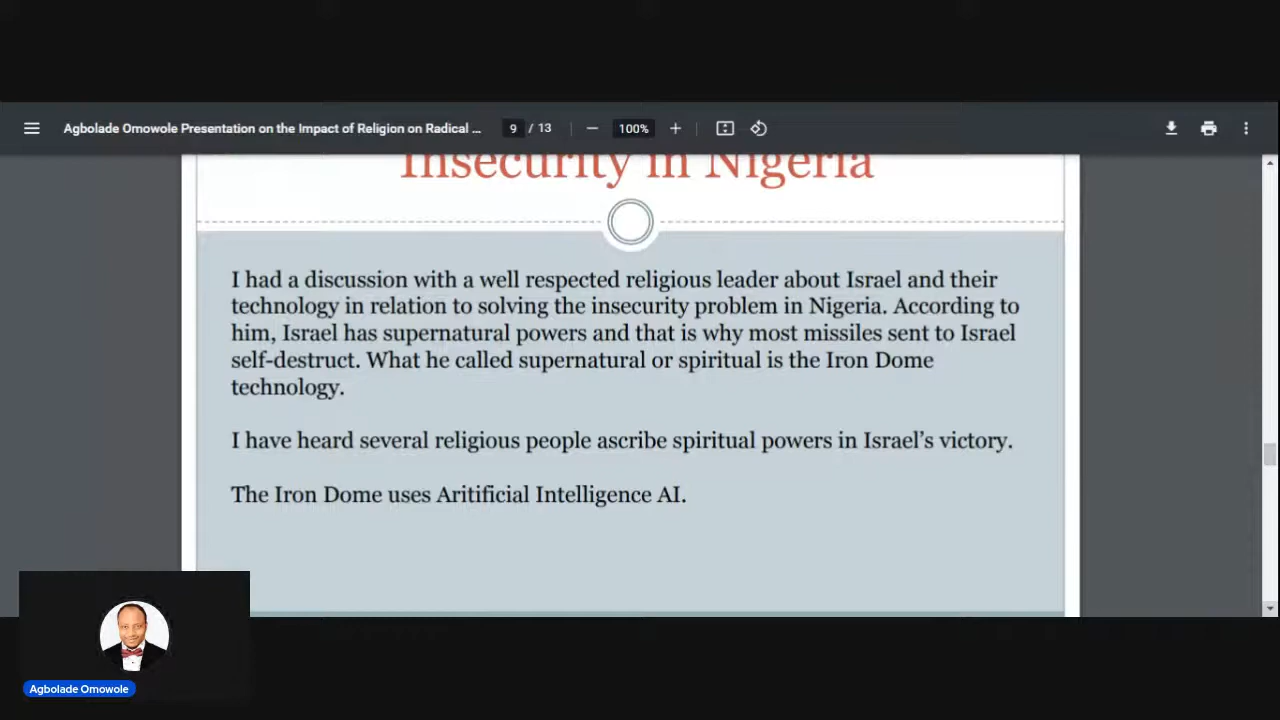 Agbolade Omowole Presentation on the Impact of Religion on Radical ...
9 / 13
100%
Insecurity in Nigeria
I had a discussion with a well respected religious leader about Israel and their
technology in relation to solving the insecurity problem in Nigeria. According to
him, Israel has supernatural powers and that is why most missiles sent to Israel
self-destruct. What he called supernatural or spiritual is the Iron Dome
technology.
I have heard several religious people ascribe spiritual powers in Israel's victory.
The Iron Dome uses Aritificial Intelligence AI.
Agbolade Omowole